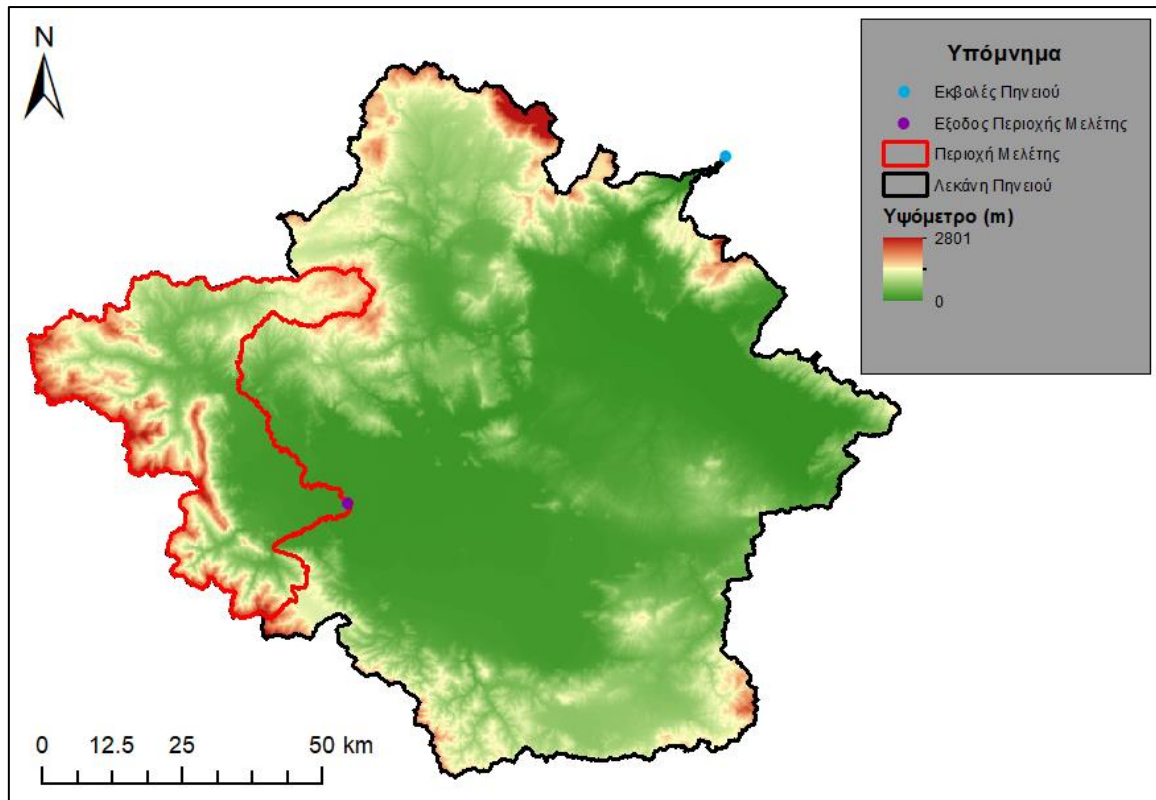 N
Υπόμνημα
Εκβολές Πηνειού
Εξοδος Περιοχής Μελέτης
Περιοχή Μελέτης
Λεκάνη Πηνειού
Υψόμετρο (m)
2801
0
0 12.5 25 50 km